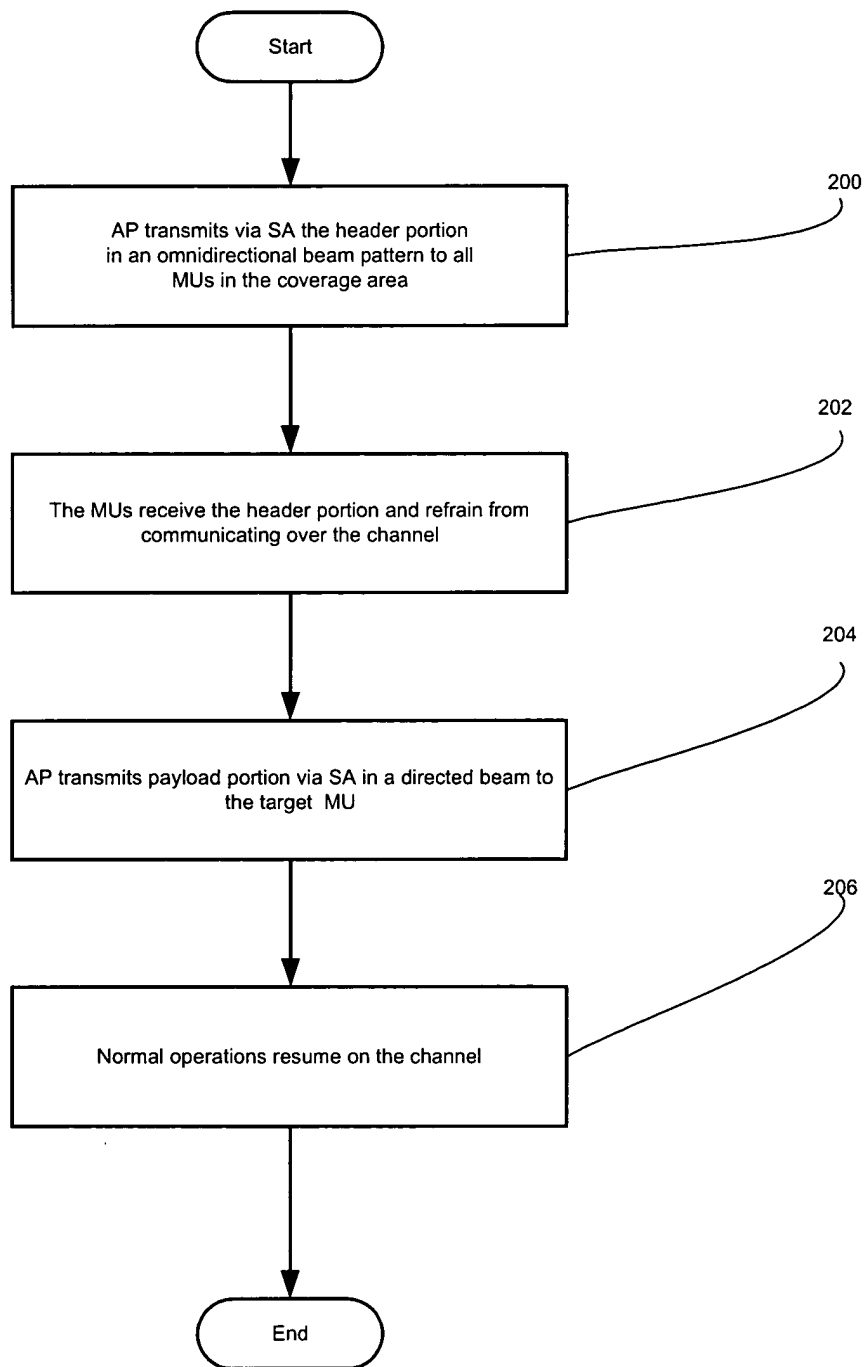 Start
200
AP transmits via SA the header portion
in an omnidirectional beam pattern to all
MUs in the coverage area
202
The MUs receive the header portion and refrain from
communicating over the channel
204
AP transmits payload portion via SA in a directed beam to
the target MU
206
Normal operations resume on the channel
End